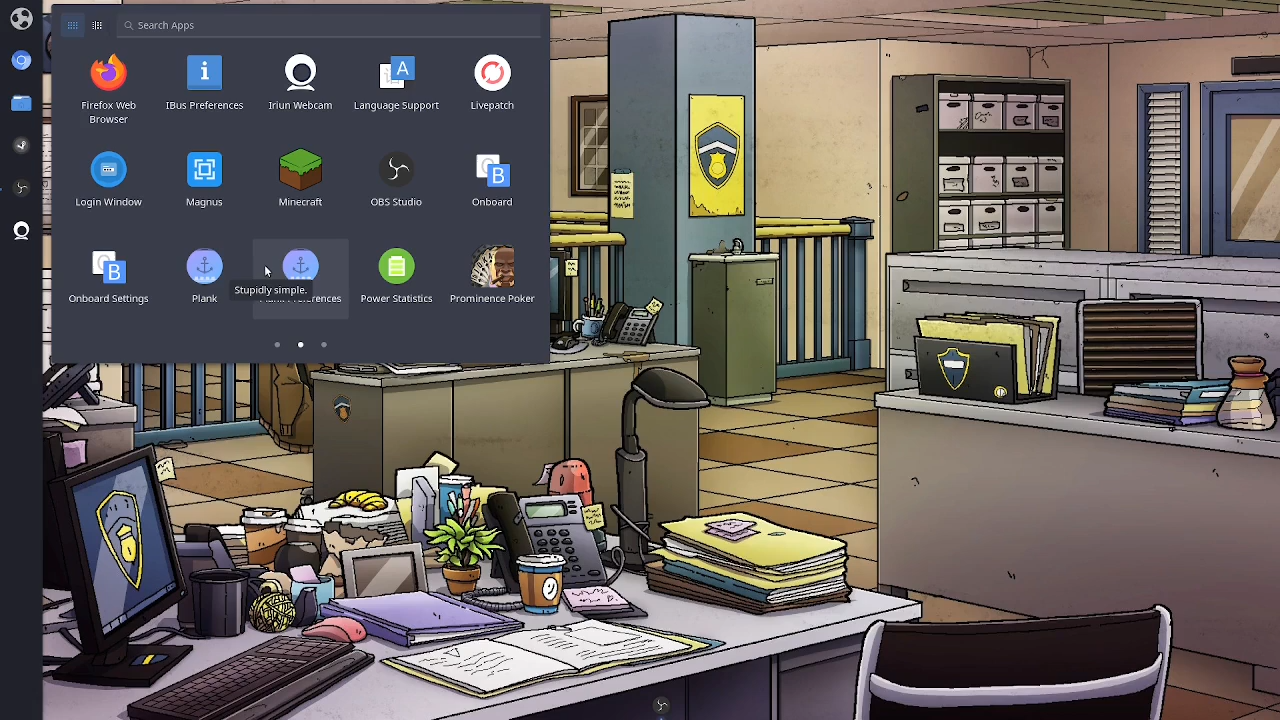 Search Apps
Firefox Web
Browser
IBus Preferences
Iriun Webcam
Language Support
Livepatch
Login Window
Magnus
Minecraft
OBS Studio
Onboard
Onboard Settings
Plank
Stupidly simple.
Preferences
Power Statistics
Prominence Poker